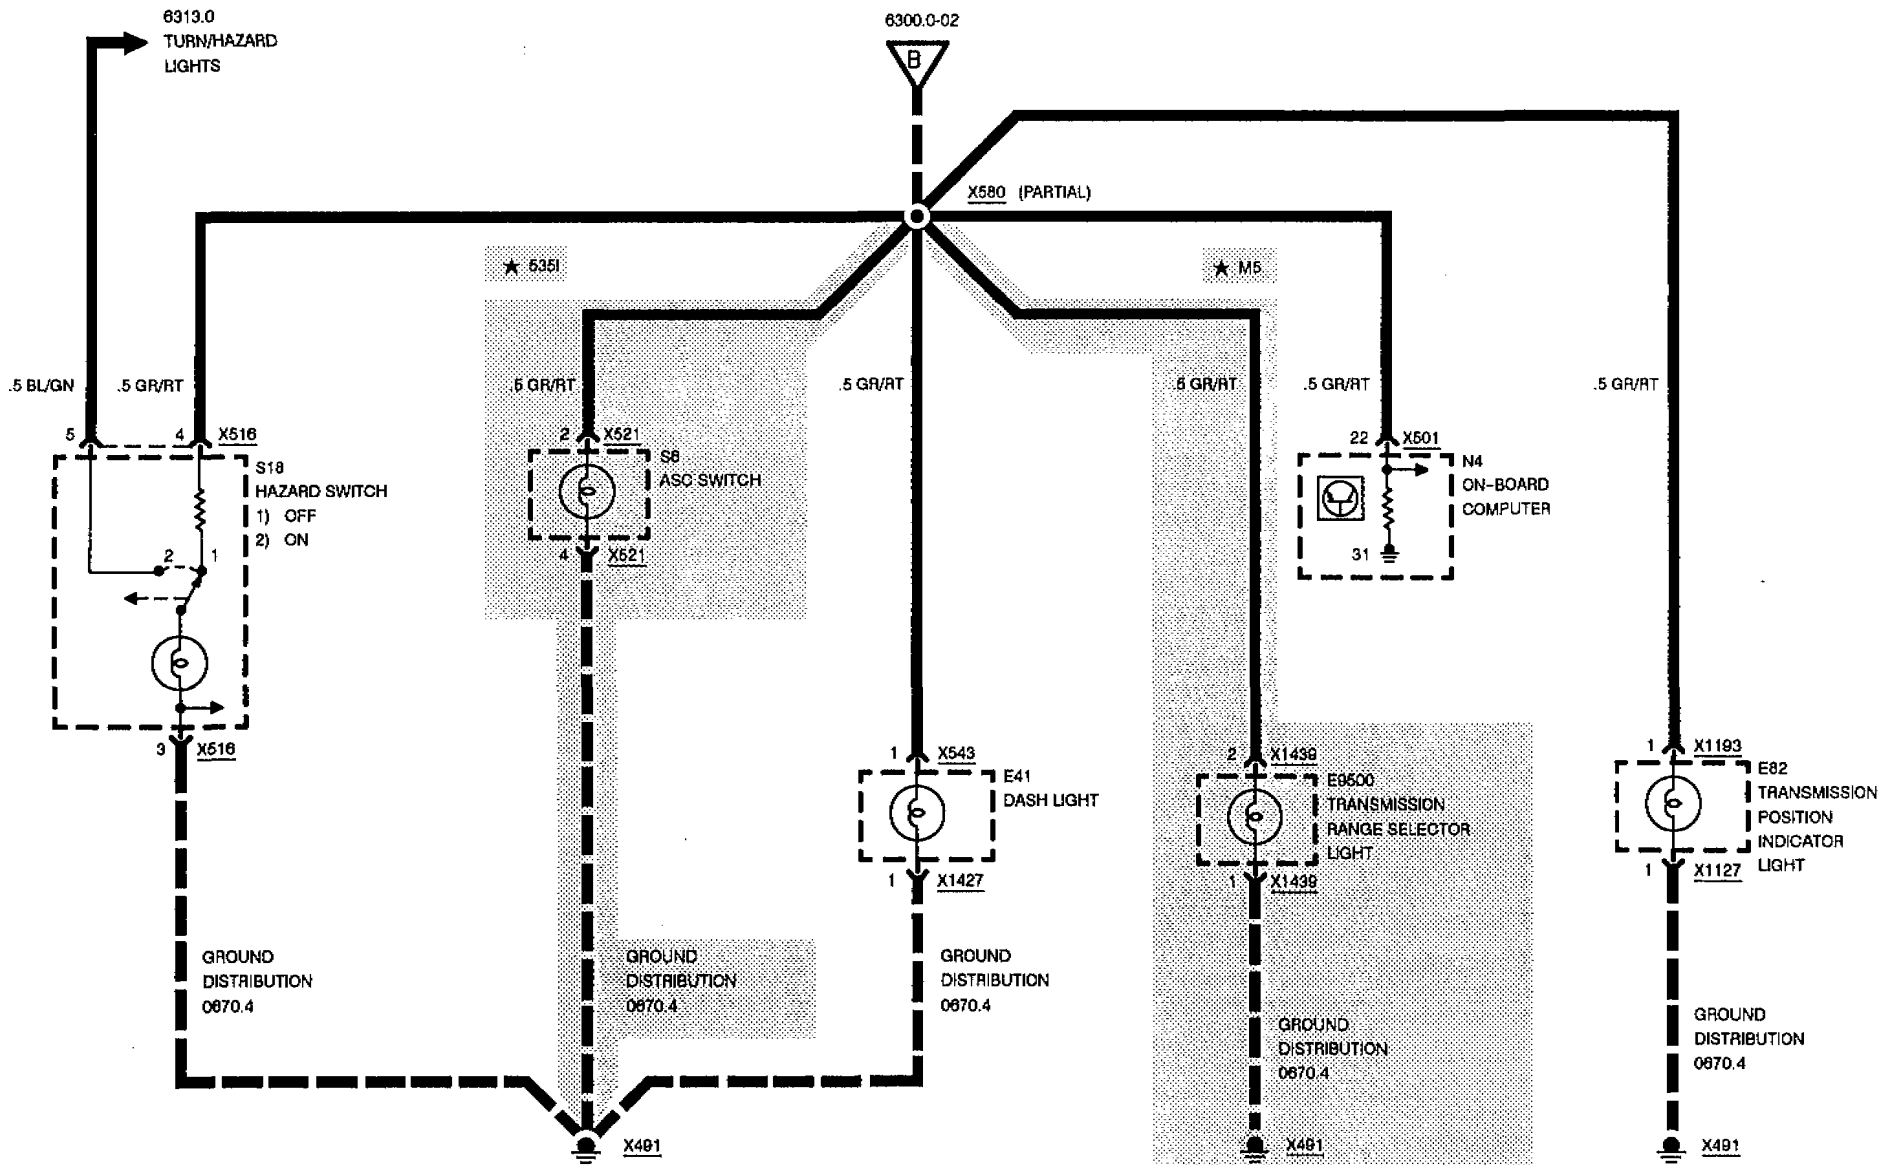 6313.0
TURN/HAZARD
LIGHTS
6300.0-02
B
X580 (PARTIAL)
★ 535I
★ M5
.5 BL/GN
.5 GR/RT
.5 GR/RT
.5 GR/RT
.5 GR/RT
.5 GR/RT
.5 GR/RT
5
4
X516
2
X521
22
X501
S18
HAZARD SWITCH
1) OFF
2) ON
2
1
S6
ASC SWITCH
4
X521
N4
ON-BOARD
COMPUTER
31
3
X516
1
X543
E41
DASH LIGHT
1
X1427
2
X1439
E9500
TRANSMISSION
RANGE SELECTOR
LIGHT
1
X1439
1
X1193
E82
TRANSMISSION
POSITION
INDICATOR
LIGHT
1
X1127
GROUND
DISTRIBUTION
0670.4
GROUND
DISTRIBUTION
0670.4
GROUND
DISTRIBUTION
0670.4
GROUND
DISTRIBUTION
0670.4
GROUND
DISTRIBUTION
0670.4
X491
X491
X491